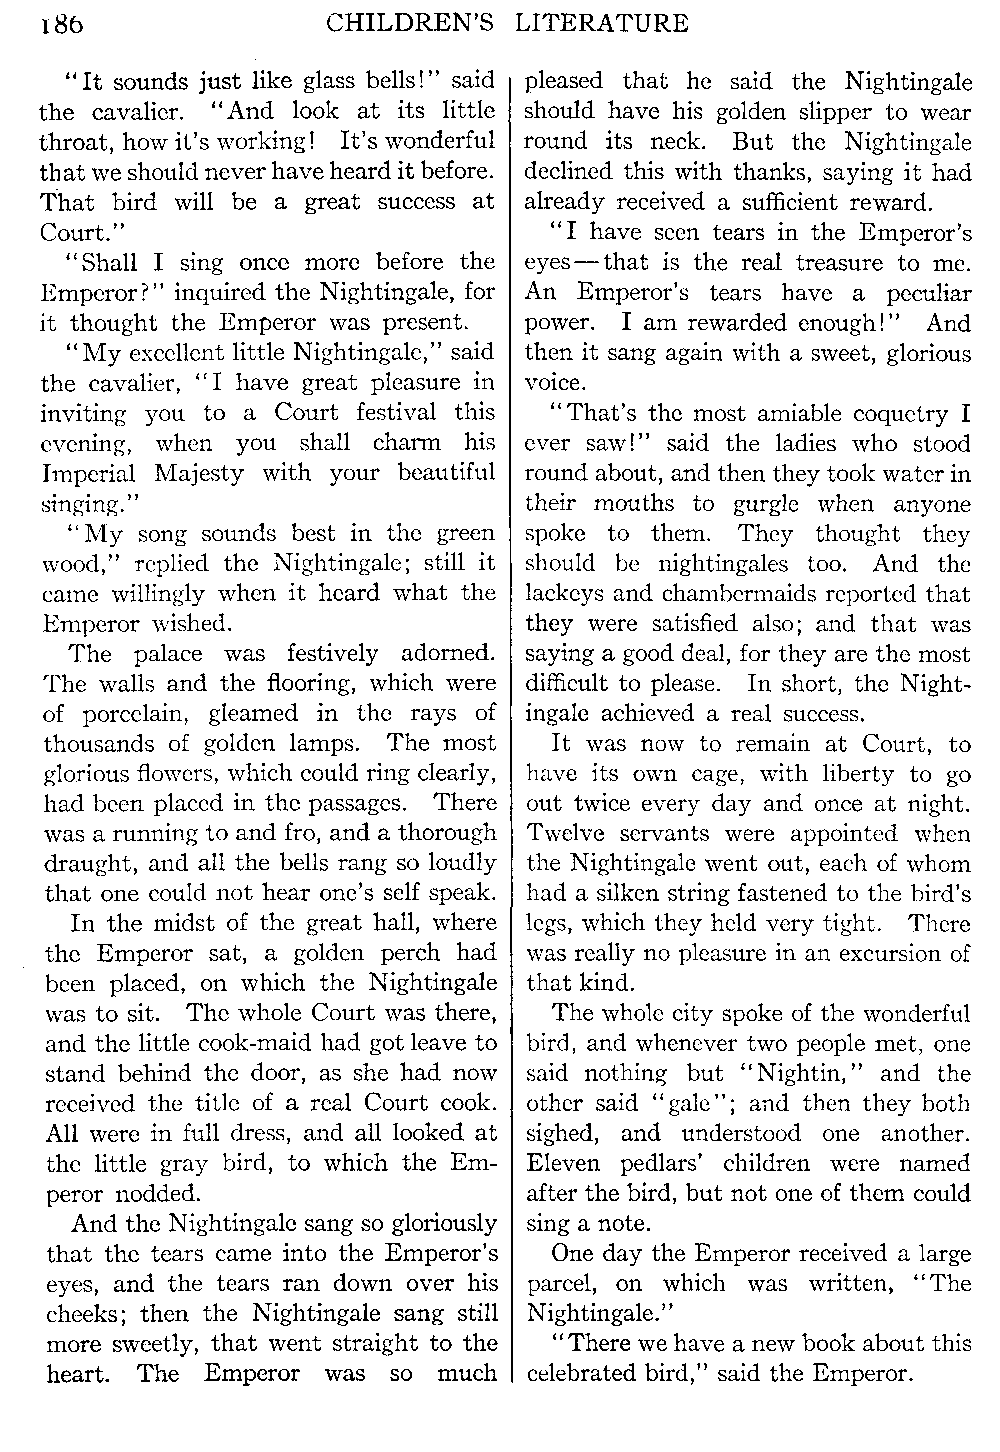 186 CHILDREN'S LITERATURE
"It sounds just like glass bells!" said
the cavalier. "And look at its little
throat, how it's working! It's wonderful
that we should never have heard it before.
That bird will be a great success at
Court."
"Shall I sing once more before the
Emperor?" inquired the Nightingale, for
it thought the Emperor was present.
"My excellent little Nightingale," said
the cavalier, "I have great pleasure in
inviting you to a Court festival this
evening, when you shall charm his
Imperial Majesty with your beautiful
singing."
"My song sounds best in the green
wood," replied the Nightingale; still it
came willingly when it heard what the
Emperor wished.
The palace was festively adorned.
The walls and the flooring, which were
of porcelain, gleamed in the rays of
thousands of golden lamps. The most
glorious flowers, which could ring clearly,
had been placed in the passages. There
was a running to and fro, and a thorough
draught, and all the bells rang so loudly
that one could not hear one's self speak.
In the midst of the great hall, where
the Emperor sat, a golden perch had
been placed, on which the Nightingale
was to sit. The whole Court was there,
and the little cook-maid had got leave to
stand behind the door, as she had now
received the title of a real Court cook.
All were in full dress, and all looked at
the little gray bird, to which the Em-
peror nodded.
And the Nightingale sang so gloriously
that the tears came into the Emperor's
eyes, and the tears ran down over his
cheeks; then the Nightingale sang still
more sweetly, that went straight to the
heart. The Emperor was so much
pleased that he said the Nightingale
should have his golden slipper to wear
round its neck. But the Nightingale
declined this with thanks, saying it had
already received a sufficient reward.
"I have seen tears in the Emperor's
eyes—that is the real treasure to me.
An Emperor's tears have a peculiar
power. I am rewarded enough!" And
then it sang again with a sweet, glorious
voice.
"That's the most amiable coquetry I
ever saw!" said the ladies who stood
round about, and then they took water in
their mouths to gurgle when anyone
spoke to them. They thought they
should be nightingales too. And the
lackeys and chambermaids reported that
they were satisfied also; and that was
saying a good deal, for they are the most
difficult to please. In short, the Night-
ingale achieved a real success.
It was now to remain at Court, to
have its own cage, with liberty to go
out twice every day and once at night.
Twelve servants were appointed when
the Nightingale went out, each of whom
had a silken string fastened to the bird's
legs, which they held very tight. There
was really no pleasure in an excursion of
that kind.
The whole city spoke of the wonderful
bird, and whenever two people met, one
said nothing but "Nightin," and the
other said "gale"; and then they both
sighed, and understood one another.
Eleven pedlars' children were named
after the bird, but not one of them could
sing a note.
One day the Emperor received a large
parcel, on which was written, "The
Nightingale."
"There we have a new book about this
celebrated bird," said the Emperor.